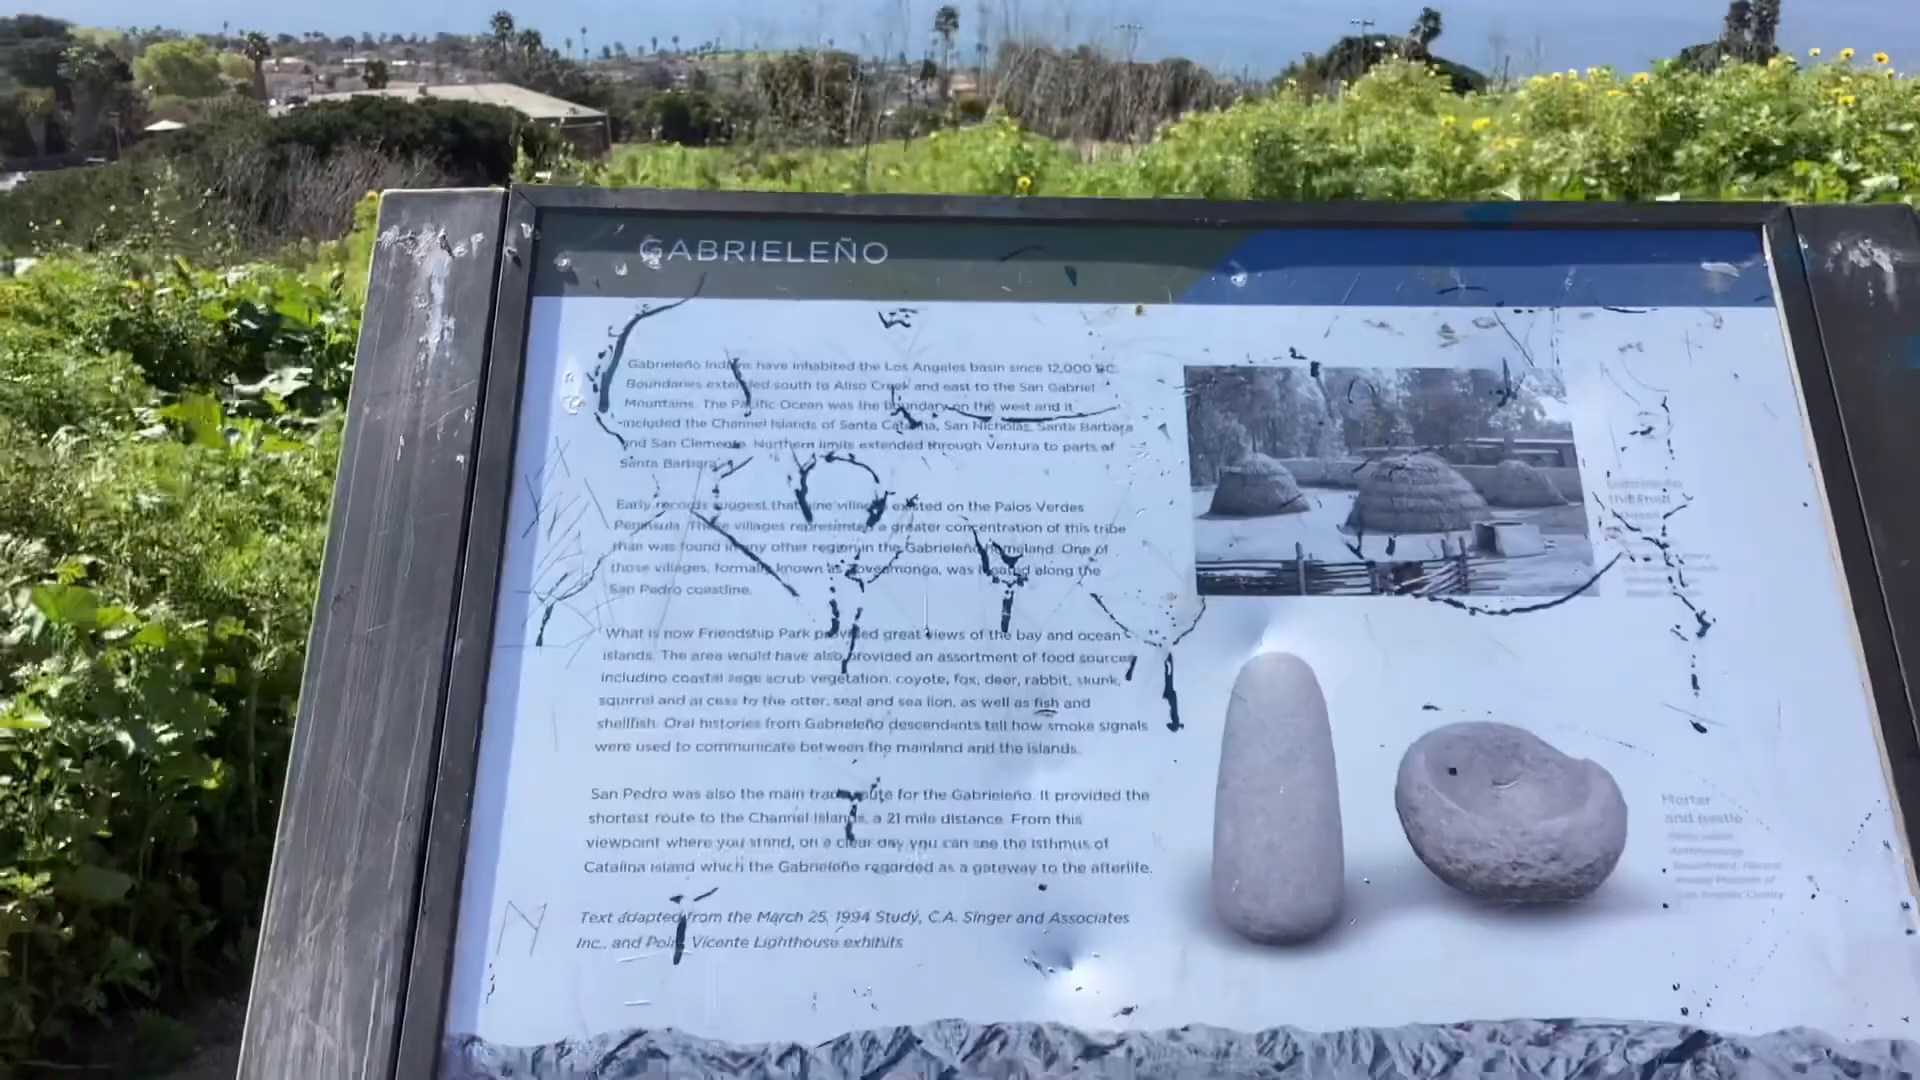 GABRIELEÑO
Gabrieleño Indians have inhabited the Los Angeles basin since 12,000 BC.
Boundaries extended south to Aliso Creek and east to the San Gabriel
Mountains. The Pacific Ocean was the boundary on the west and it
included the Channel Islands of Santa Catalina, San Nicholas, Santa Barbara
and San Clemente. Northern limits extended through Ventura to parts of
Santa Barbara.
Early records suggest that nine villages existed on the Palos Verdes
Peninsula. These villages represented a greater concentration of this tribe
than was found in any other region in the Gabrieleño homeland. One of
those villages, formally known as was located along the
San Pedro coastline.
What is now Friendship Park provided great views of the bay and ocean
islands. The area would have also provided an assortment of food sources
including coastal sage scrub vegetation, coyote, fox, deer, rabbit, skunk,
squirrel and access to the otter, seal and sea lion, as well as fish and
shellfish. Oral histories from Gabrieleño descendants tell how smoke signals
were used to communicate between the mainland and the islands.
San Pedro was also the main trade route for the Gabrieleño. It provided the
shortest route to the Channel Islands, a 21 mile distance. From this
viewpoint where you stand, on a clear day you can see the Isthmus of
Catalina Island which the Gabrieleño regarded as a gateway to the afterlife.
Text adapted from the March 25, 1994 Study, C.A. Singer and Associates
Inc., and Point Vicente Lighthouse exhibits
Mortar
and pestle